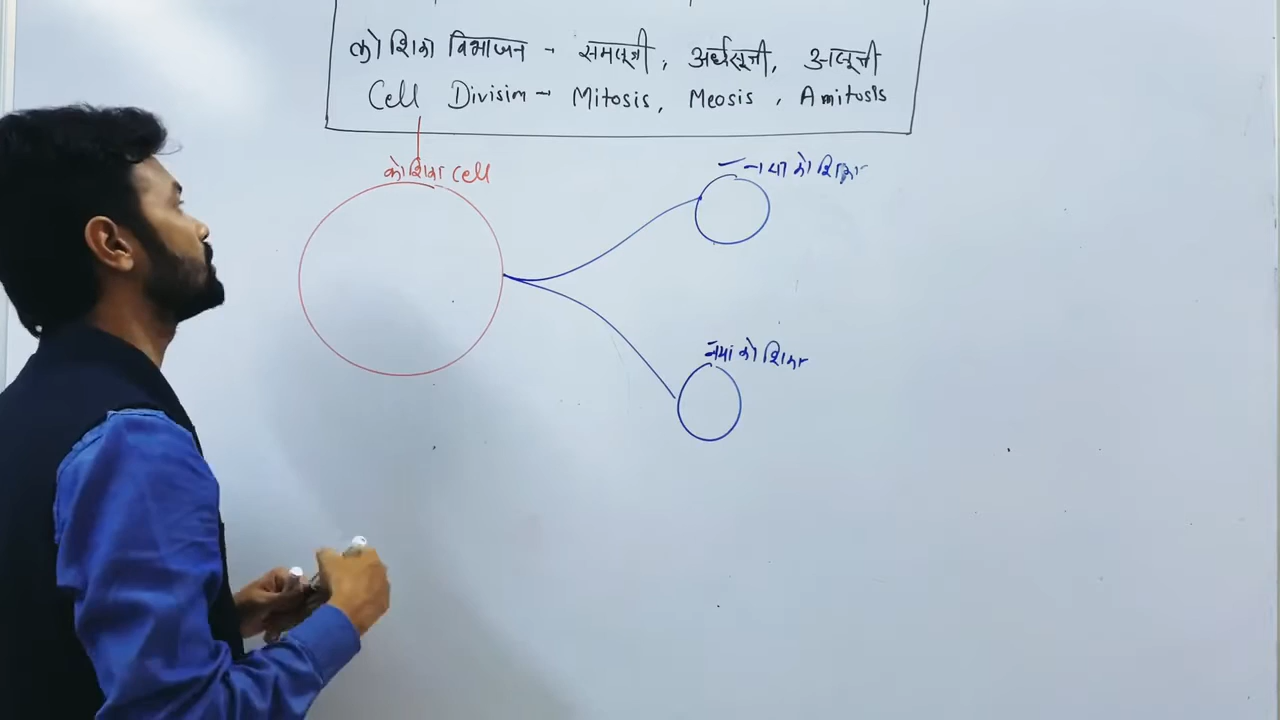 कोशिका विभाजन - समसूत्री, अर्धसूत्री, असूत्री
Cell Division - Mitosis, Meosis, Amitosis
कोशिका Cell
नया कोशिका
नयां कोशिका